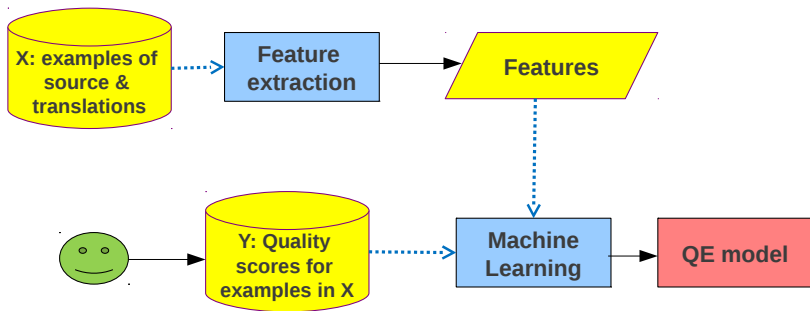 X: examples of
source &
translations
Feature
extraction
Features
Y: Quality
scores for
examples in X
Machine
Learning
QE model